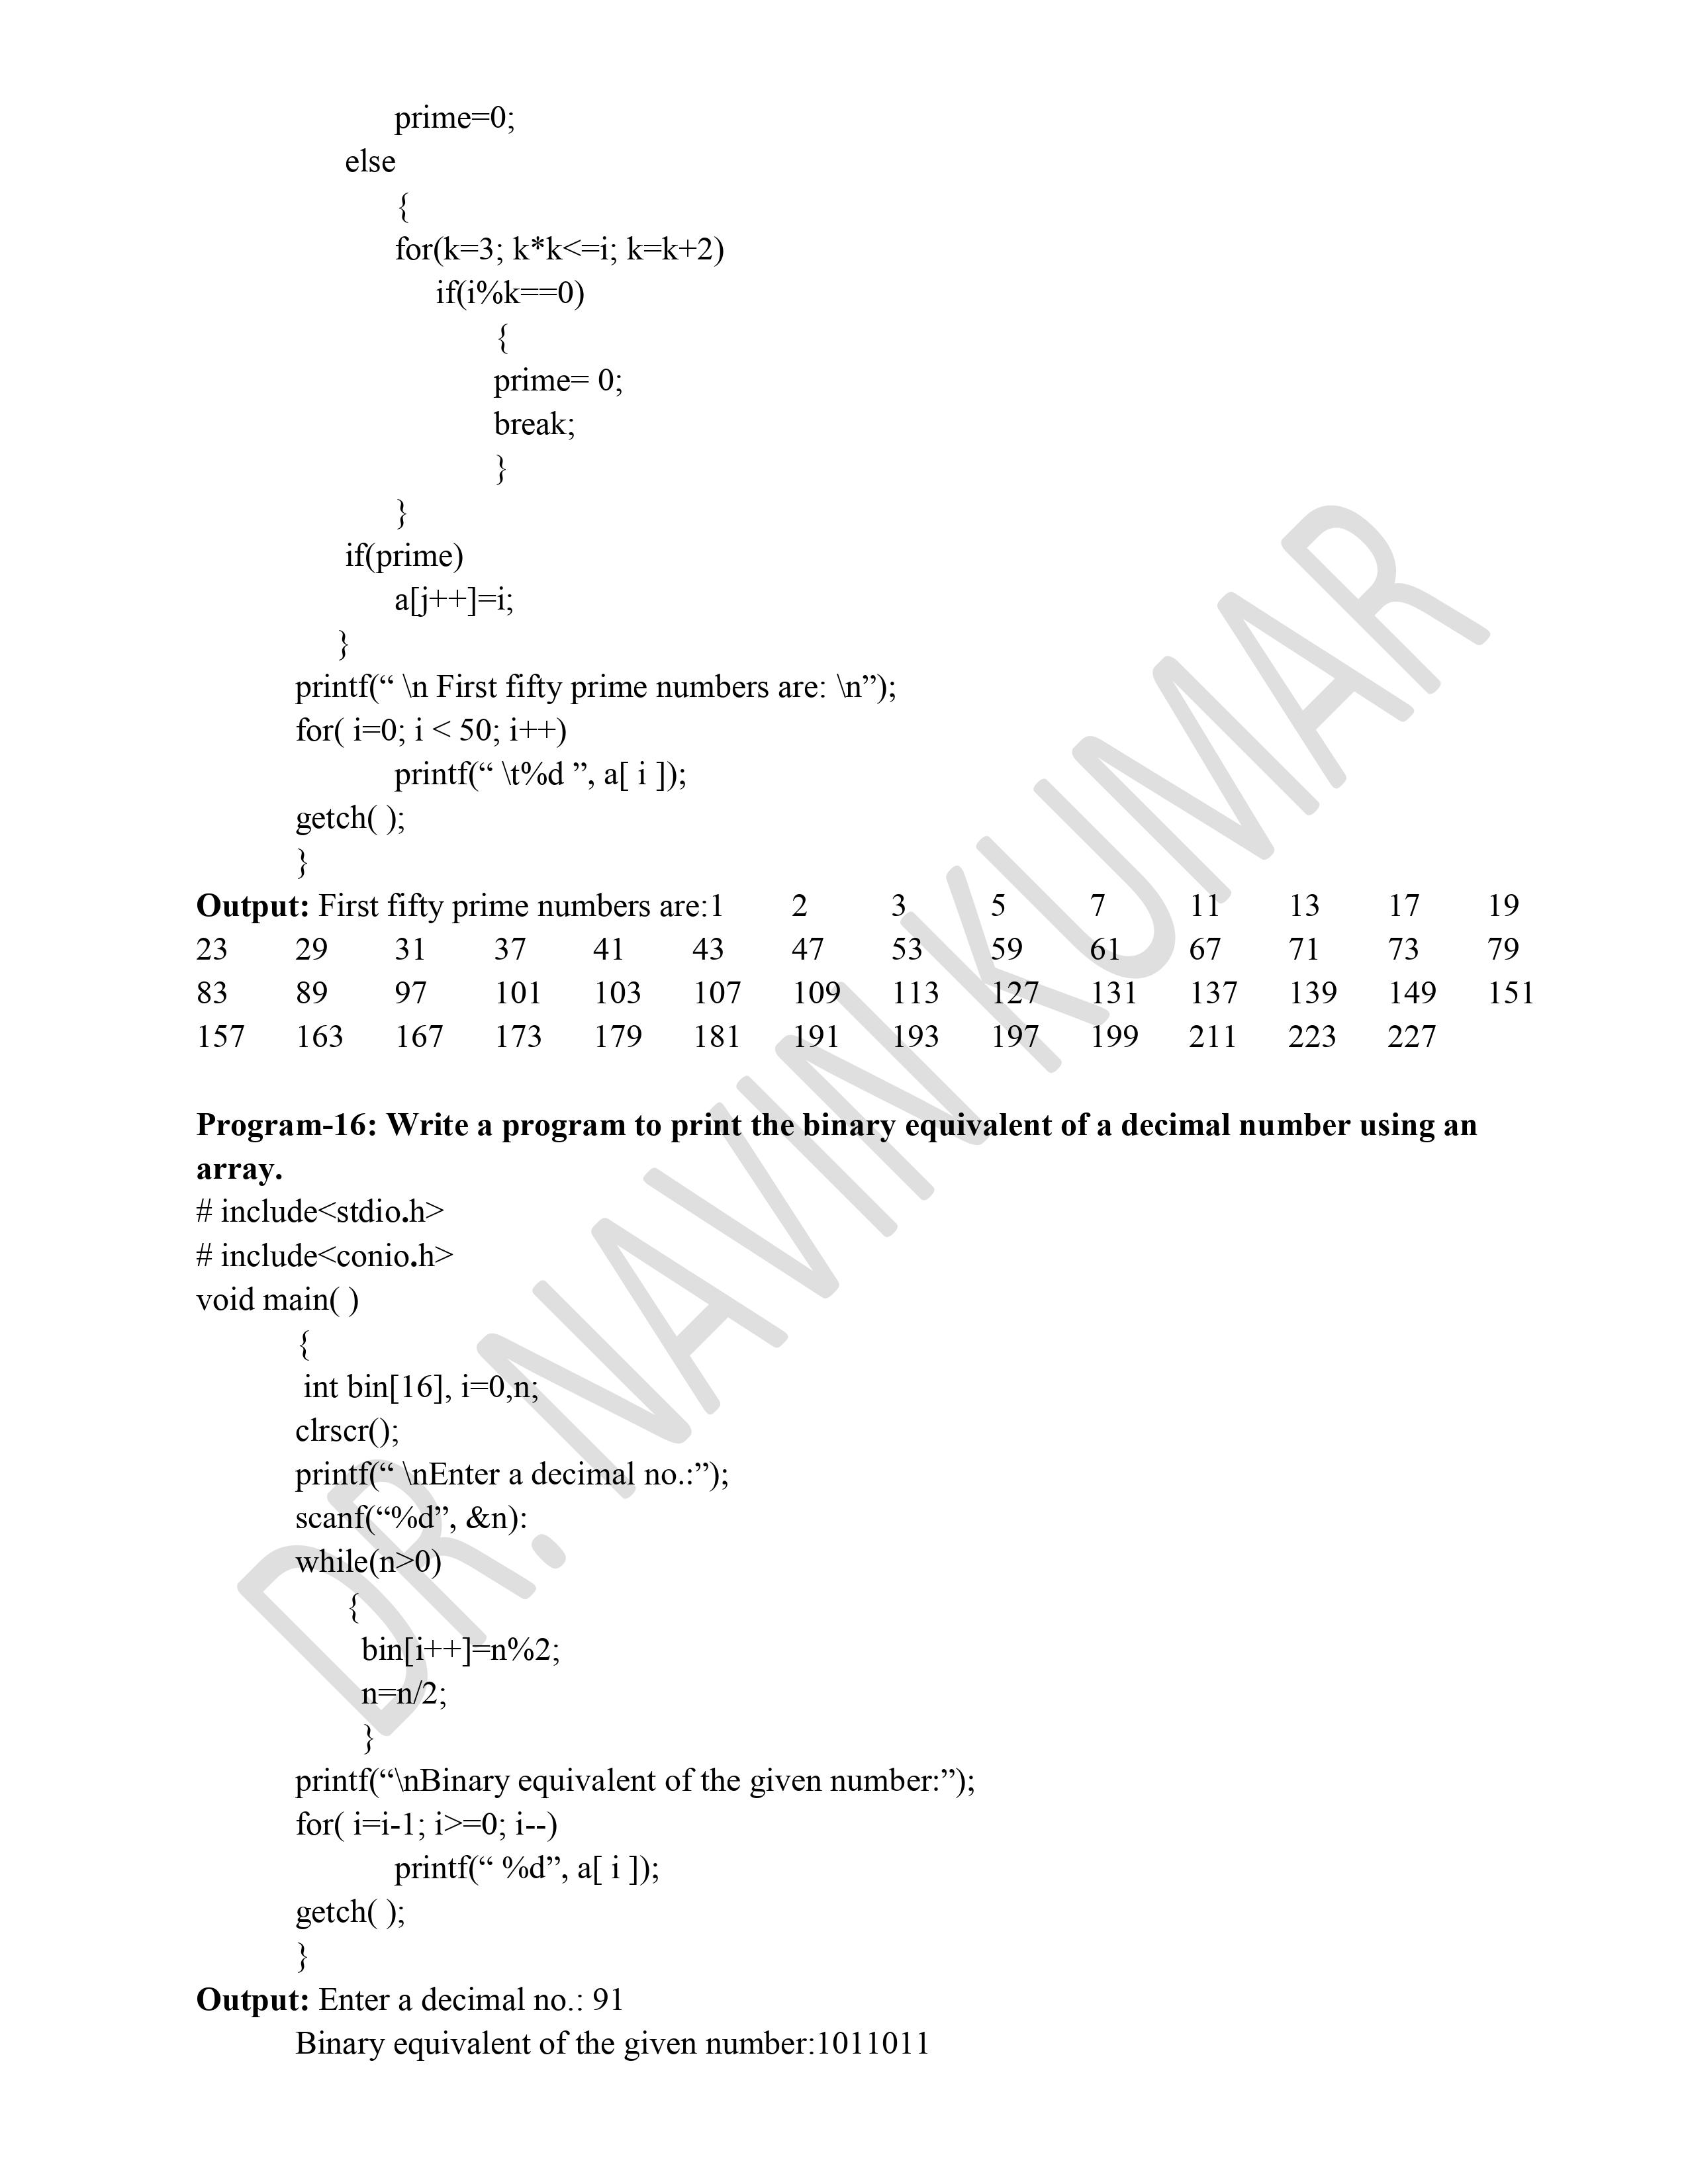 prime=0;
else
{
for(k=3; k*k<=i; k=k+2)
if(i%k==0)
{
prime= 0;
break;
}
}
if(prime)
a[j++]=i;
}
printf(“ \n First fifty prime numbers are: \n”);
for( i=0; i < 50; i++)
printf(“ \t%d ”, a[ i ]);
getch( );
}
Output: First fifty prime numbers are:1 2 3 5 7 11 13 17 19
23 29 31 37 41 43 47 53 59 61 67 71 73 79
83 89 97 101 103 107 109 113 127 131 137 139 149 151
157 163 167 173 179 181 191 193 197 199 211 223 227
Program-16: Write a program to print the binary equivalent of a decimal number using an
array.
# include<stdio.h>
# include<conio.h>
void main( )
{
int bin[16], i=0,n;
clrscr();
printf(“ \nEnter a decimal no.:”);
scanf(“%d”, &n):
while(n>0)
{
bin[i++]=n%2;
n=n/2;
}
printf(“\nBinary equivalent of the given number:”);
for( i=i-1; i>=0; i--)
printf(“ %d”, a[ i ]);
getch( );
}
Output: Enter a decimal no.: 91
Binary equivalent of the given number:1011011
DR. NAVIN KUMAR